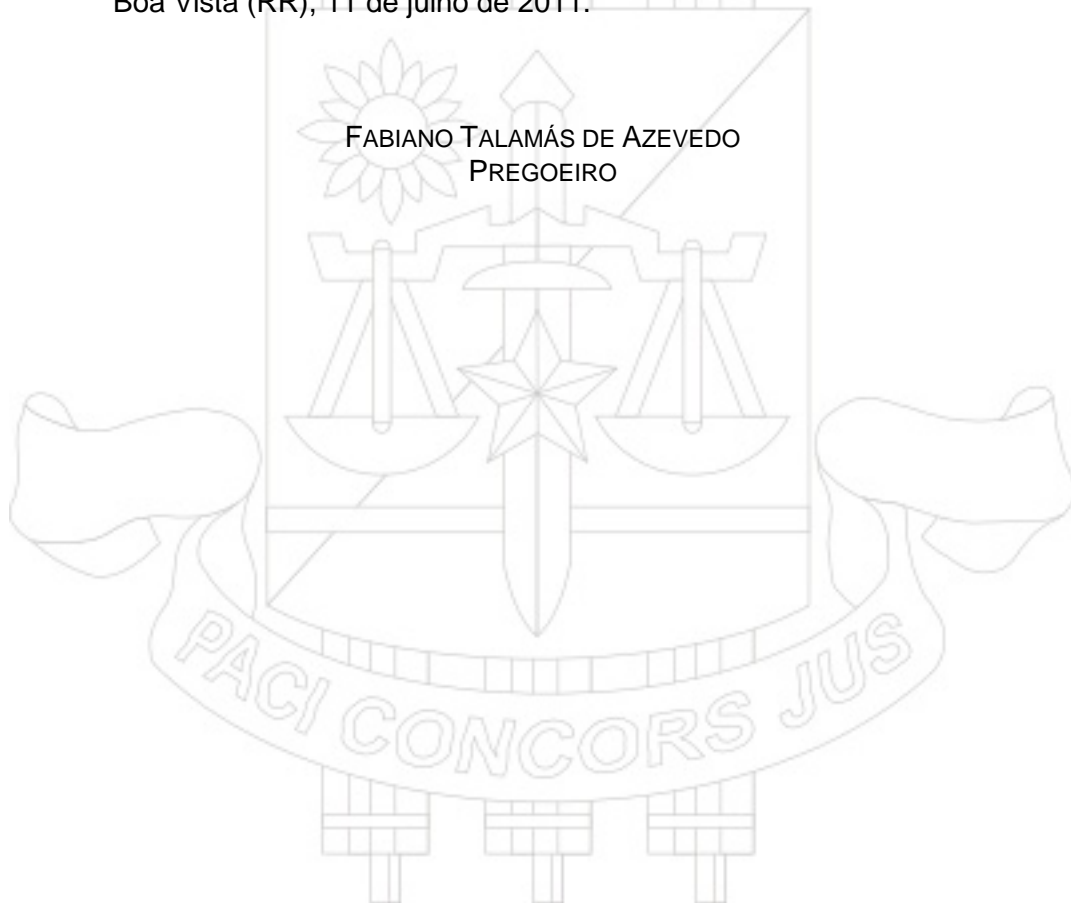 Boa Vista (RR), 11 de julho de 2011.
FABIANO TALAMÁS DE AZEVEDO
PREGOEIRO
PACI CONCORS JUS